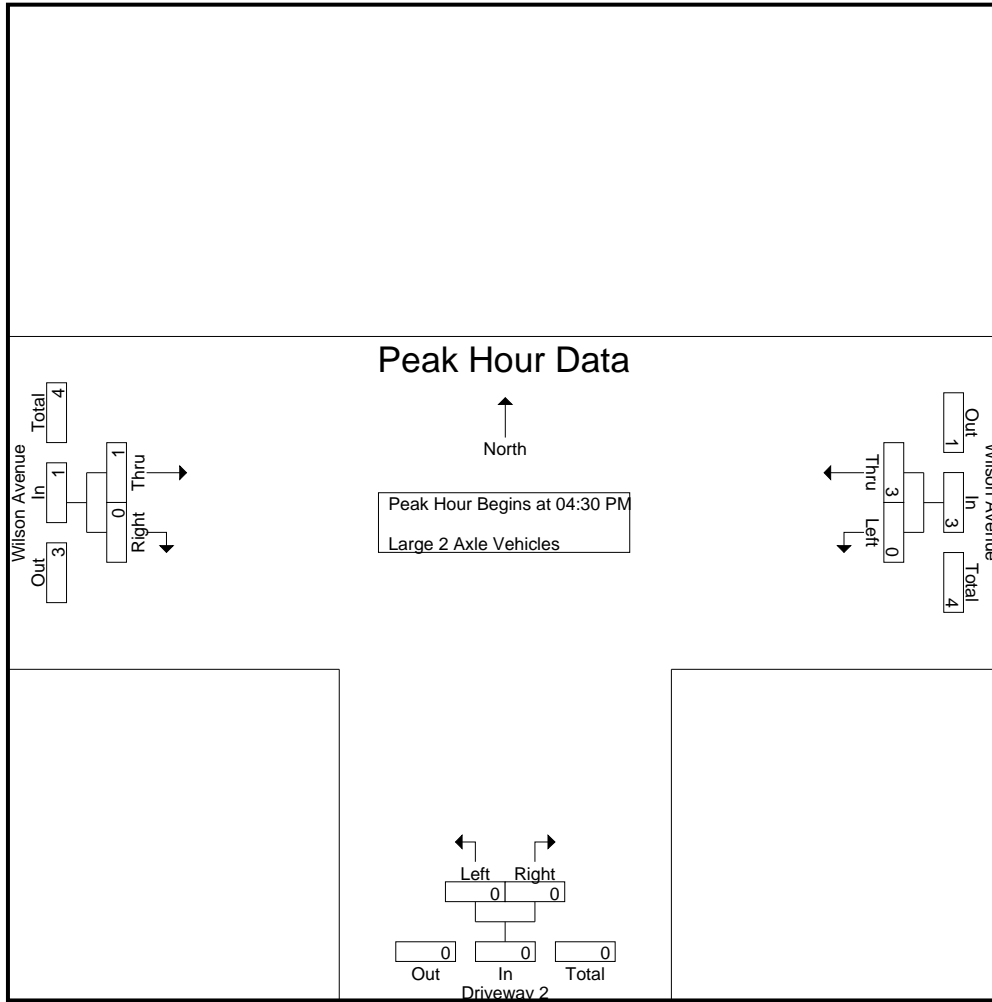 Peak Hour Data
North
Peak Hour Begins at 04:30 PM
Large 2 Axle Vehicles
Wilson Avenue
Out In Total
3 1 4
Right Thru
0 1
Wilson Avenue
Out In Total
1 3 4
Thru Left
3 0
Left Right
0 0
0 0 0
Out In Total
Driveway 2